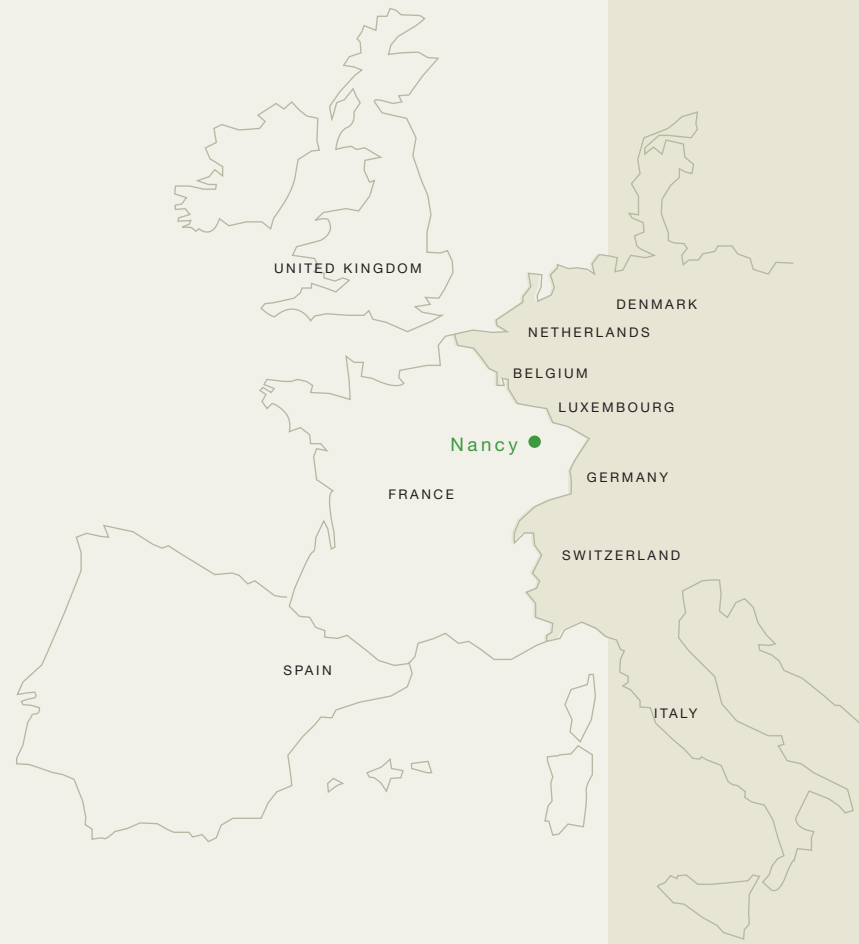 UNITED KINGDOM
DENMARK
NETHERLANDS
BELGIUM
LUXEMBOURG
Nancy
GERMANY
FRANCE
SWITZERLAND
SPAIN
ITALY